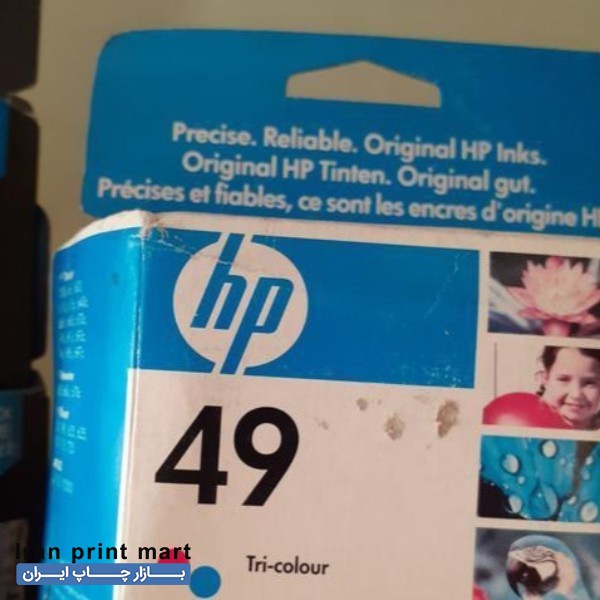 Precise. Reliable. Original HP Inks.
Original HP Tinten. Original gut.
Précises et fiables, ce sont les encres d'origine H
hp
49
Tri-colour
Iran print mart
بازار چاپ ایران